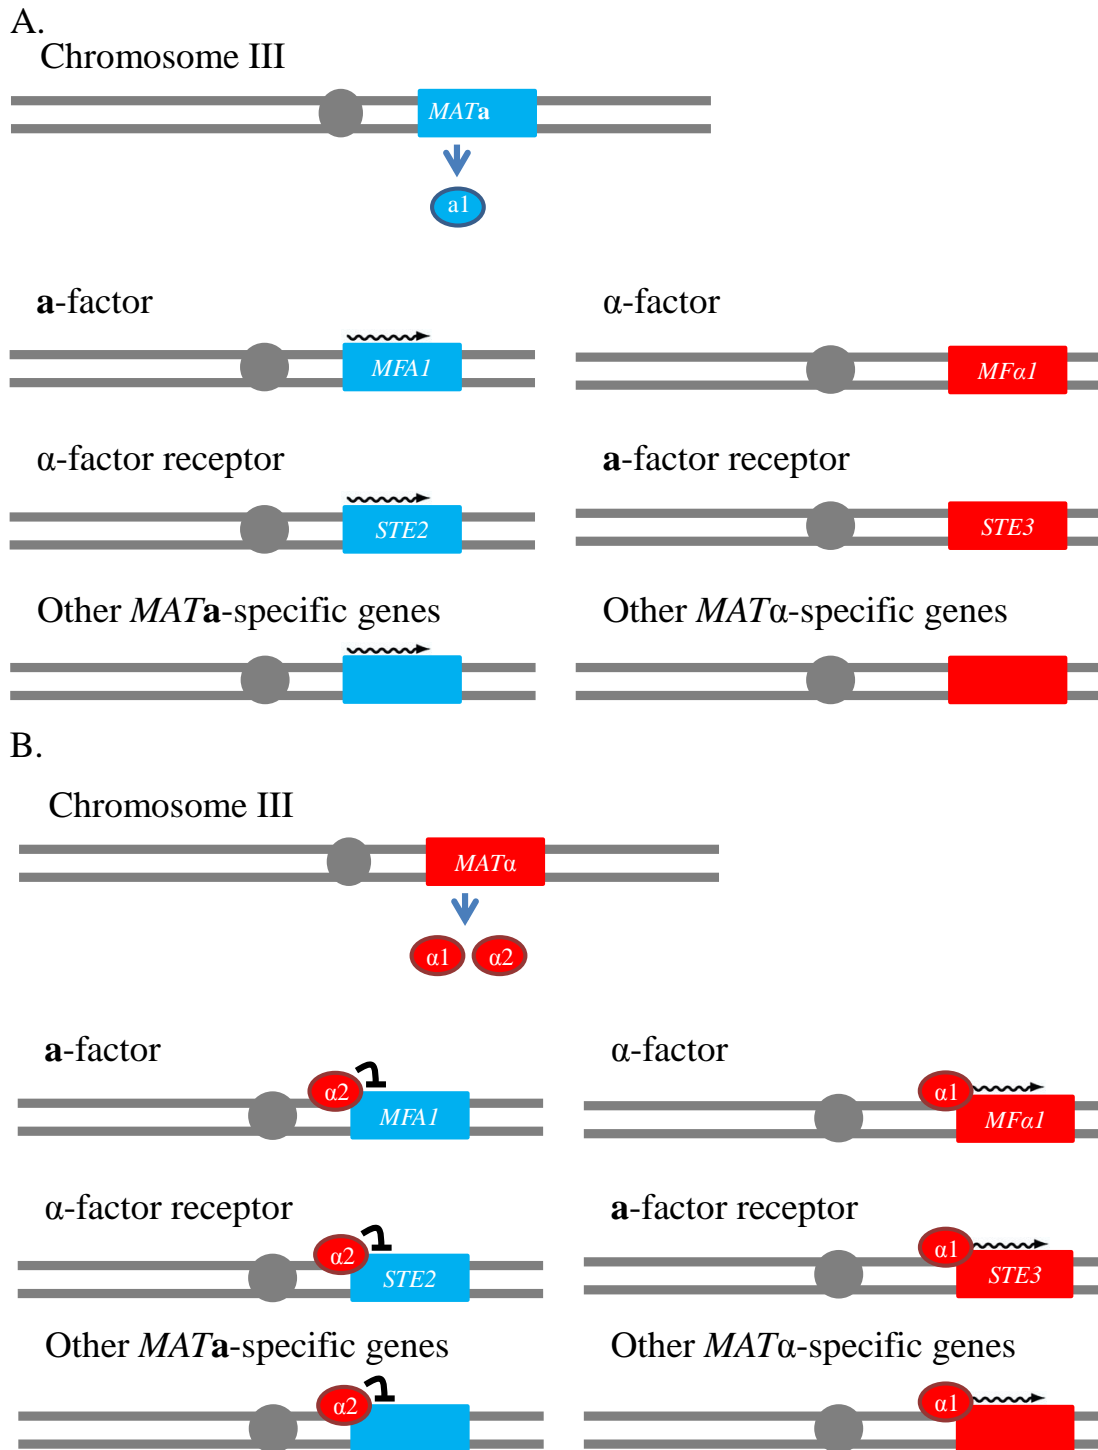 A.
Chromosome III
MATa
a1
a-factor
α-factor
MFA1
MFα1
α-factor receptor
a-factor receptor
STE2
STE3
Other MATa-specific genes
Other MATα-specific genes
B.
Chromosome III
MATα
α1 α2
a-factor
α-factor
α2
MFA1
α1
MFα1
α-factor receptor
a-factor receptor
α2
STE2
α1
STE3
Other MATa-specific genes
Other MATα-specific genes
α2
α1